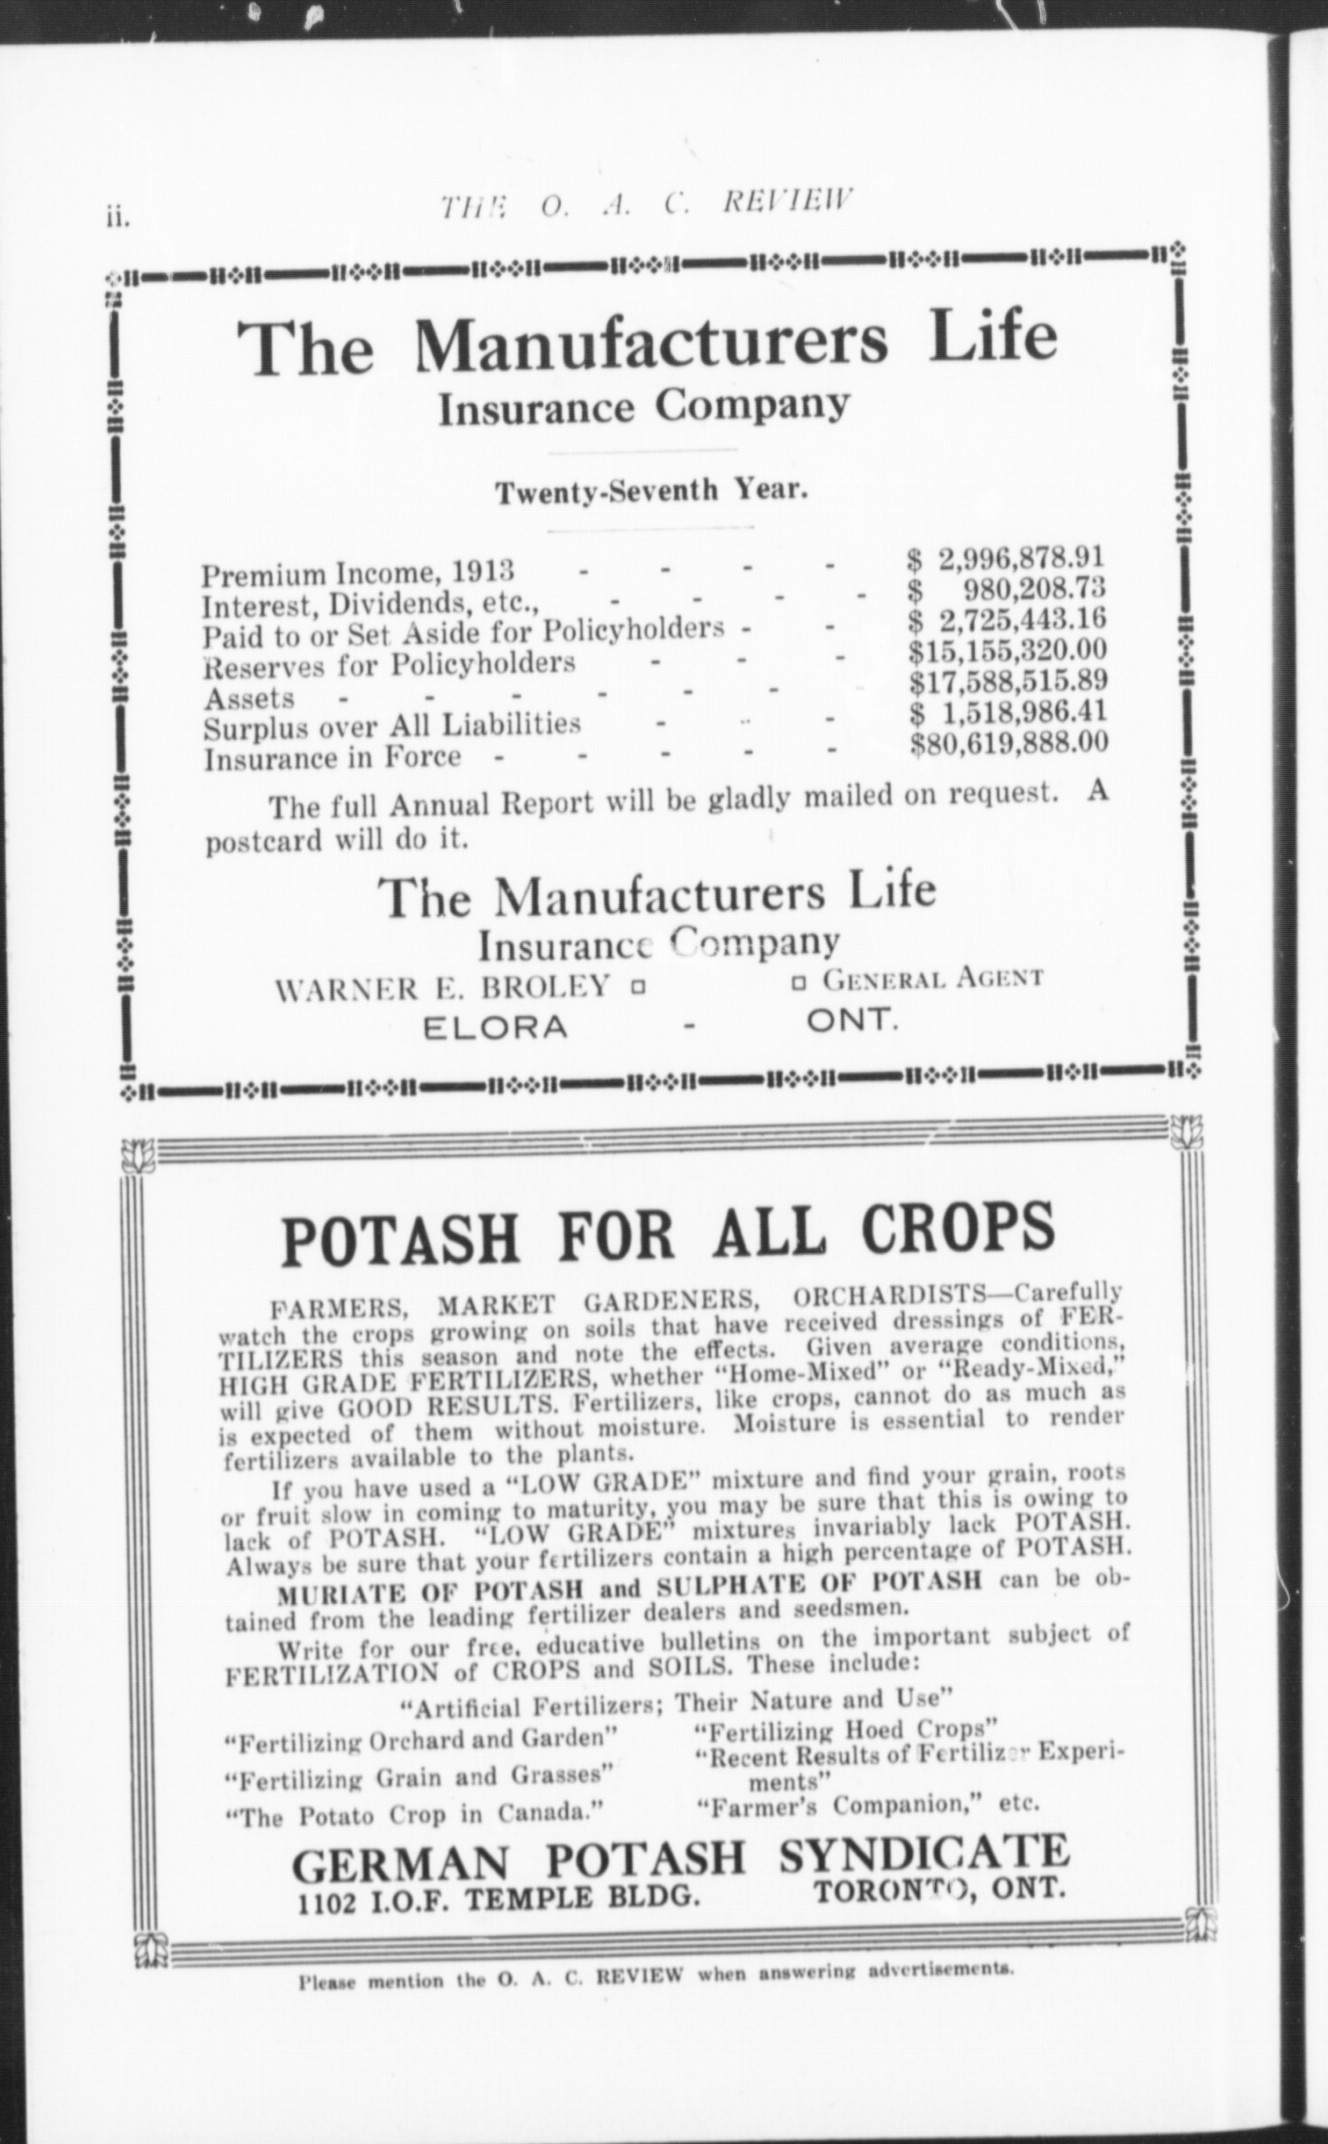 ii.
THE O. A. C. REVIEW
The Manufacturers Life
Insurance Company
Twenty-Seventh Year.
Premium Income, 1913 - - - - $ 2,996,878.91
Interest, Dividends, etc., - - - - $ 980,208.73
Paid to or Set Aside for Policyholders - - $ 2,725,443.16
Reserves for Policyholders - - - $15,155,320.00
Assets - - - - - - $17,588,515.89
Surplus over All Liabilities - - - $ 1,518,986.41
Insurance in Force - - - - - $80,619,888.00
The full Annual Report will be gladly mailed on request. A
postcard will do it.
The Manufacturers Life
Insurance Company
WARNER E. BROLEY GENERAL AGENT
ELORA - ONT.
POTASH FOR ALL CROPS
FARMERS, MARKET GARDENERS, ORCHARDISTS—Carefully
watch the crops growing on soils that have received dressings of FER-
TILIZERS this season and note the effects. Given average conditions,
HIGH GRADE FERTILIZERS, whether "Home-Mixed" or "Ready-Mixed,"
will give GOOD RESULTS. Fertilizers, like crops, cannot do as much as
is expected of them without moisture. Moisture is essential to render
fertilizers available to the plants.
If you have used a "LOW GRADE" mixture and find your grain, roots
or fruit slow in coming to maturity, you may be sure that this is owing to
lack of POTASH. "LOW GRADE" mixtures invariably lack POTASH.
Always be sure that your fertilizers contain a high percentage of POTASH.
MURIATE OF POTASH and SULPHATE OF POTASH can be ob-
tained from the leading fertilizer dealers and seedsmen.
Write for our free, educative bulletins on the important subject of
FERTILIZATION of CROPS and SOILS. These include:
"Artificial Fertilizers; Their Nature and Use"
"Fertilizing Orchard and Garden"
"Fertilizing Grain and Grasses"
"The Potato Crop in Canada."
"Fertilizing Hoed Crops"
"Recent Results of Fertilizer Experi-
ments"
"Farmer's Companion," etc.
GERMAN POTASH SYNDICATE
1102 I.O.F. TEMPLE BLDG. TORONTO, ONT.
Please mention the O. A. C. REVIEW when answering advertisements.